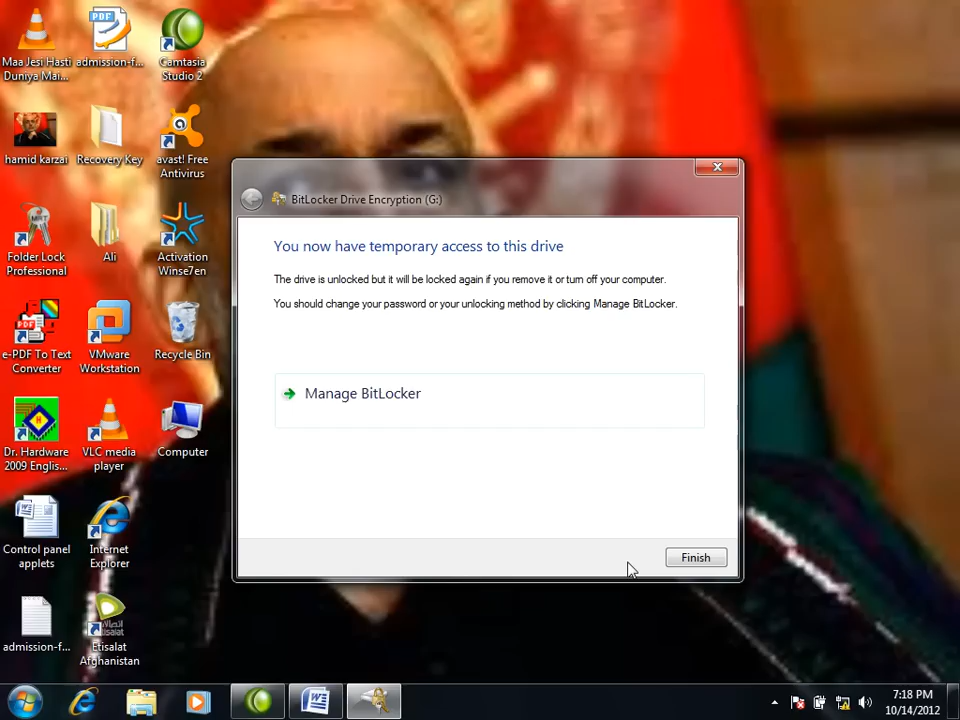 Maa Jesi Hasti
Duniya Mai...
admission-f...
Camtasia
Studio 2
hamid karzai
Recovery Key
avast! Free
Antivirus
Folder Lock
Professional
Ali
Activation
Winse7en
e-PDF To Text
Converter
VMware
Workstation
Recycle Bin
Dr. Hardware
2009 Englis...
VLC media
player
Computer
Control panel
applets
Internet
Explorer
admission-f...
Etisalat
Afghanistan
BitLocker Drive Encryption (G:)
You now have temporary access to this drive
The drive is unlocked but it will be locked again if you remove it or turn off your computer.
You should change your password or your unlocking method by clicking Manage BitLocker.
Manage BitLocker
Finish
7:18 PM
10/14/2012